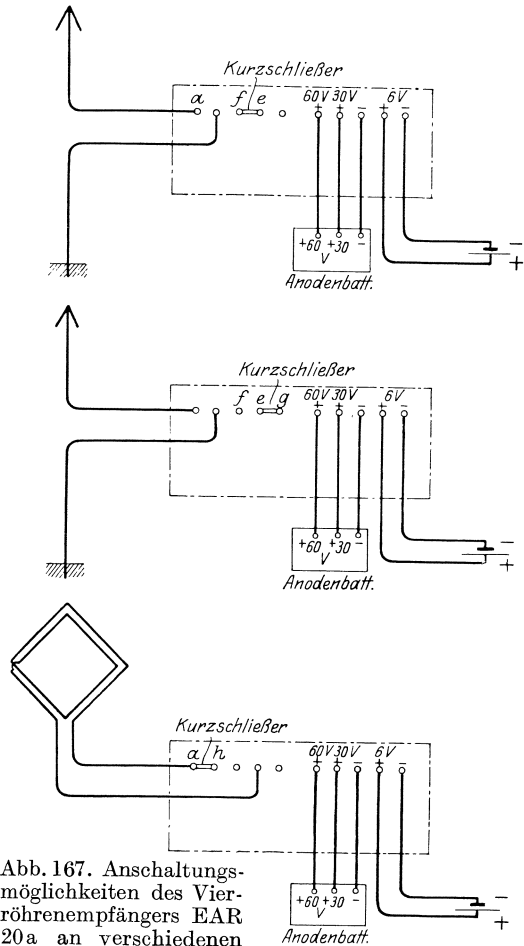 Kurzschließer
a f e 60V 30V 6V
+ + − + −
+60 +30 −
V
Anodenbatt.
−
+
Kurzschließer
f e g 60V 30V 6V
+ + − + −
+60 +30 −
V
Anodenbatt.
−
+
Kurzschließer
a h 60V 30V 6V
+ + − + −
+60 +30 −
V
Anodenbatt.
−
+
Abb. 167. Anschaltungs-
möglichkeiten des Vier-
röhrenempfängers EAR
20a an verschiedenen